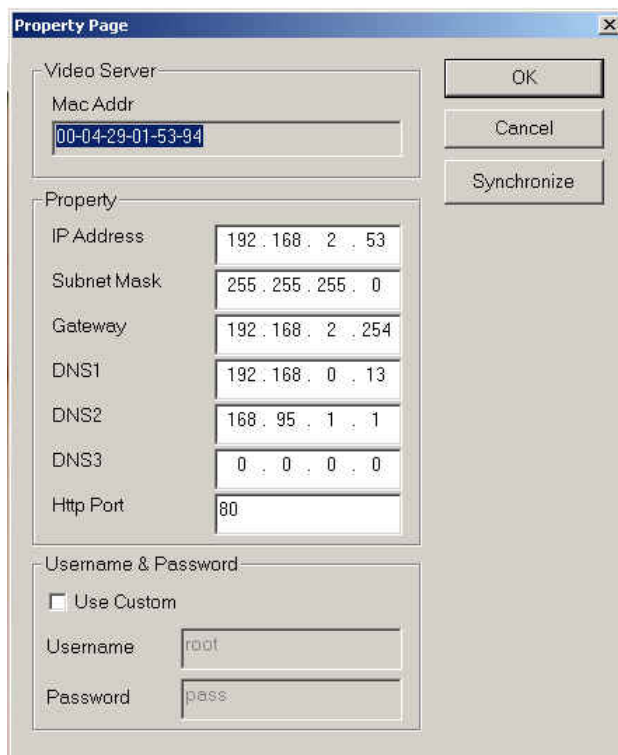 Property Page
Video Server
Mac Addr
00-04-29-01-53-94
OK
Cancel
Synchronize
Property
IP Address 192 . 168 . 2 . 53
Subnet Mask 255 . 255 . 255 . 0
Gateway 192 . 168 . 2 . 254
DNS1 192 . 168 . 0 . 13
DNS2 168 . 95 . 1 . 1
DNS3 0 . 0 . 0 . 0
Http Port 80
Username & Password
Use Custom
Username root
Password pass